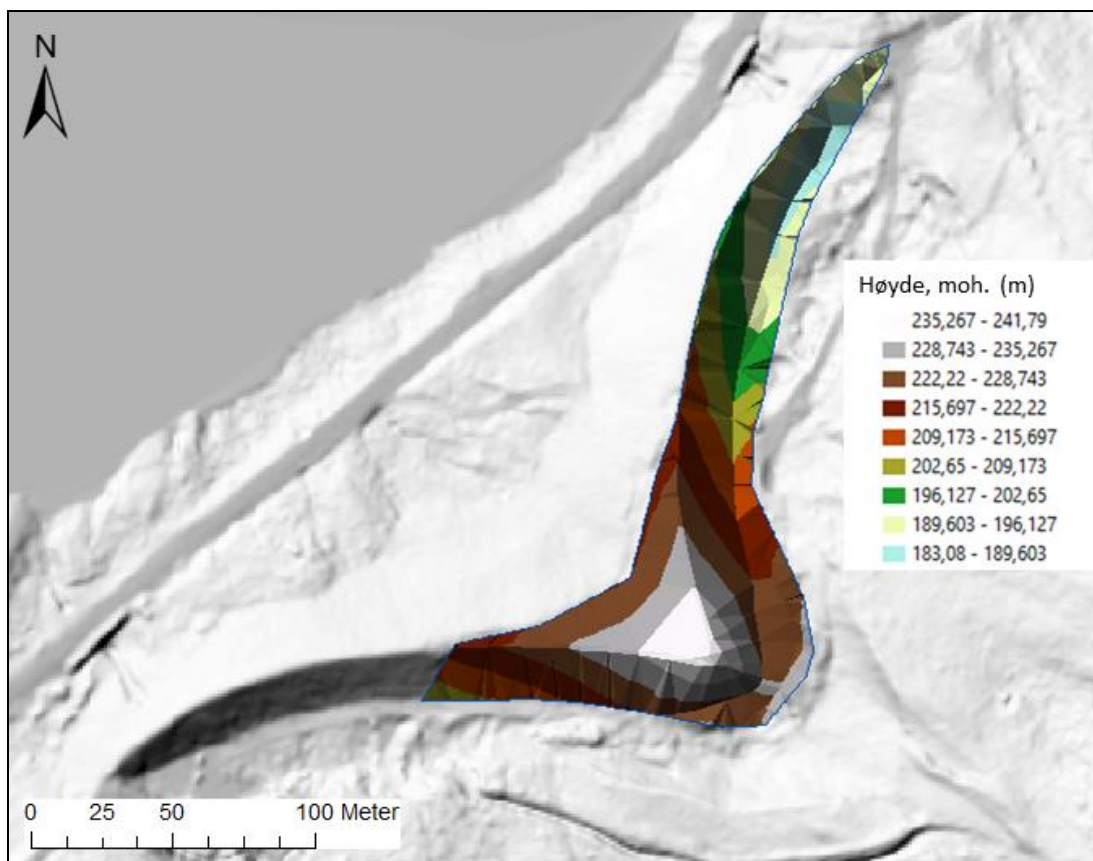 N
Høyde, moh. (m)
235,267 - 241,79
228,743 - 235,267
222,22 - 228,743
215,697 - 222,22
209,173 - 215,697
202,65 - 209,173
196,127 - 202,65
189,603 - 196,127
183,08 - 189,603
0 25 50 100 Meter